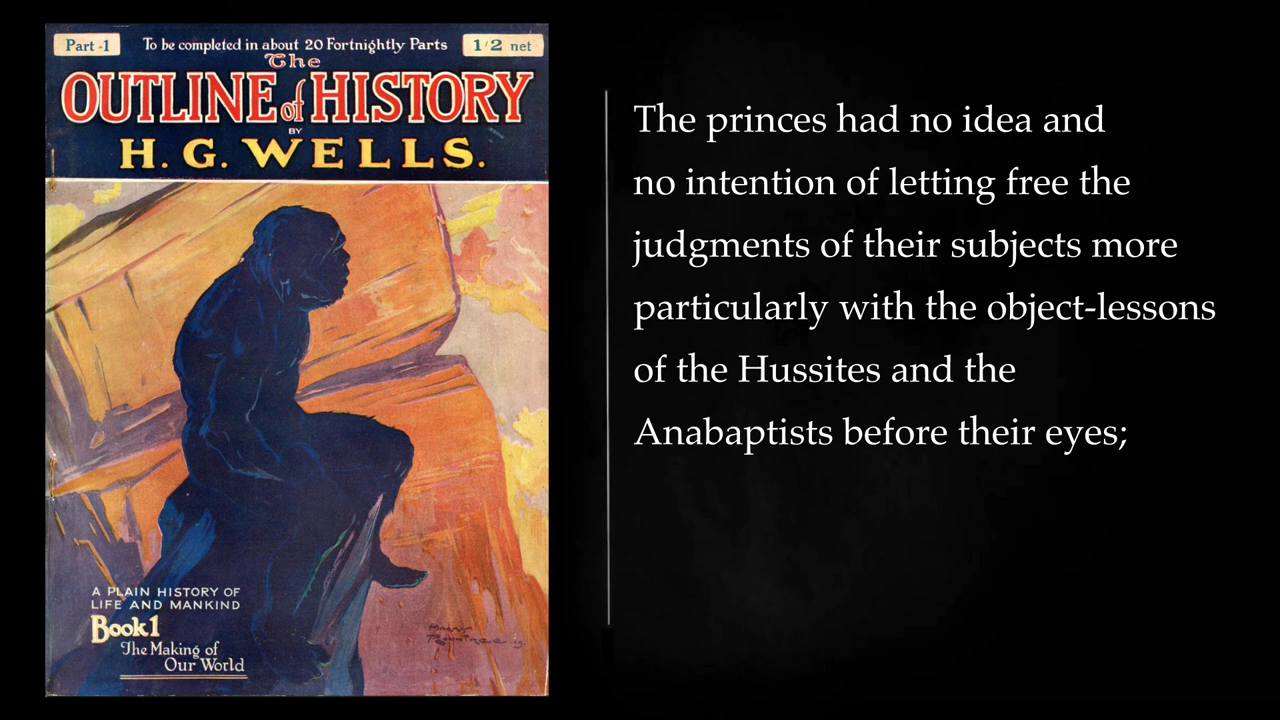 Part -1
To be completed in about 20 Fortnightly Parts
1/2 net
The
OUTLINE of HISTORY
BY
H. G. WELLS.
A PLAIN HISTORY OF
LIFE AND MANKIND
Book 1
The Making of
Our World
The princes had no idea and
no intention of letting free the
judgments of their subjects more
particularly with the object-lessons
of the Hussites and the
Anabaptists before their eyes;